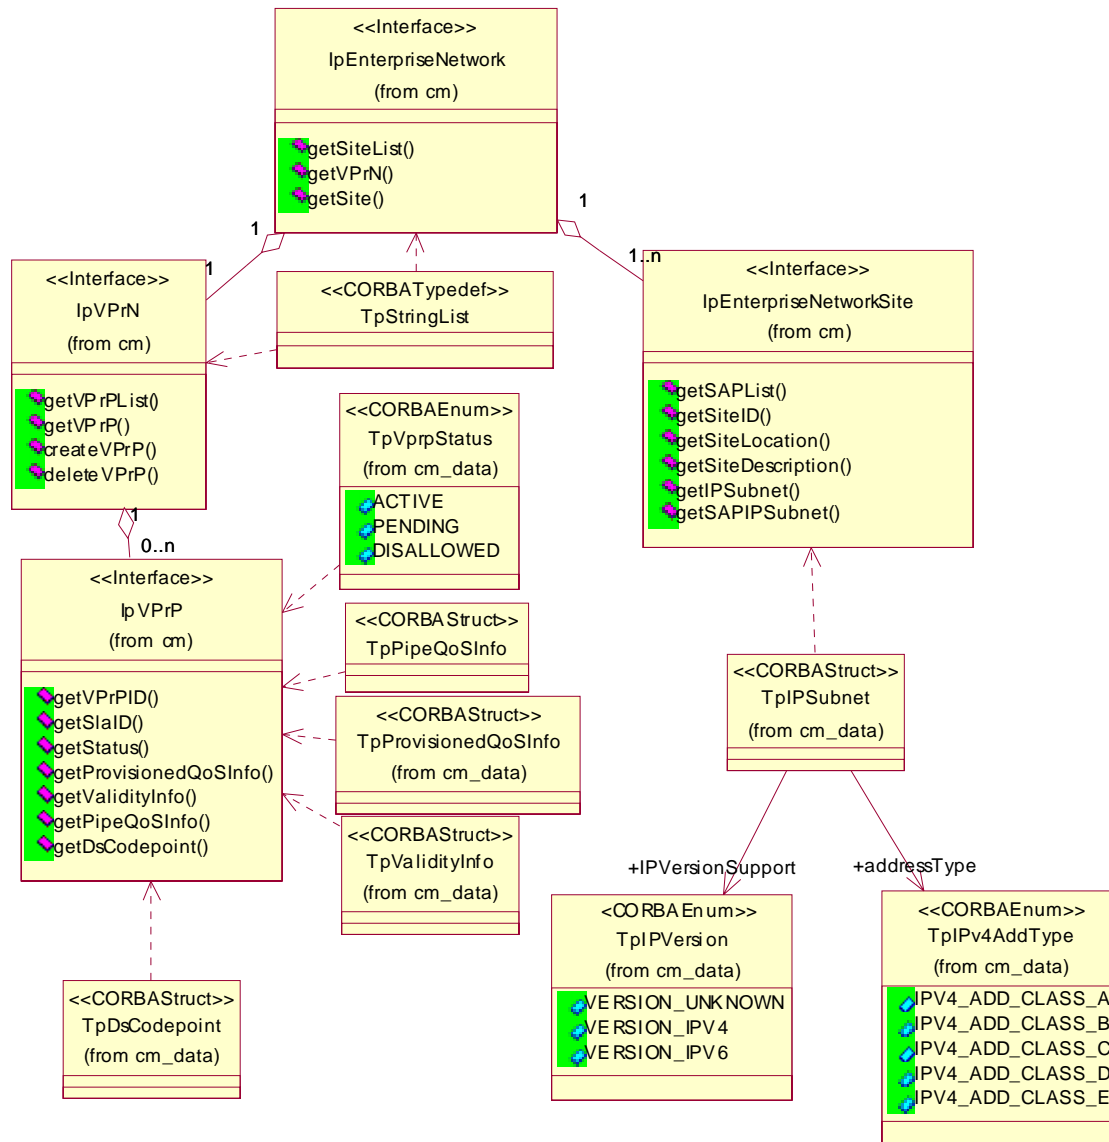 <<Interface>>
IpEnterpriseNetwork
(from cm)
getSiteList()
getVPrN()
getSite()
1
1
1
1..n
<<Interface>>
IpVPrN
(from cm)
getVPrPList()
getVPrP()
createVPrP()
deleteVPrP()
<<CORBATypedef>>
TpStringList
<<Interface>>
IpEnterpriseNetworkSite
(from cm)
getSAPList()
getSiteID()
getSiteLocation()
getSiteDescription()
getIPSubnet()
getSAPIPSubnet()
<<CORBAEnum>>
TpVprpStatus
(from cm_data)
ACTIVE
PENDING
DISALLOWED
1
0..n
<<Interface>>
IpVPrP
(from cm)
getVPrPID()
getSlaID()
getStatus()
getProvisionedQoSInfo()
getValidityInfo()
getPipeQoSInfo()
getDsCodepoint()
<<CORBAStruct>>
TpPipeQoSInfo
<<CORBAStruct>>
TpProvisionedQoSInfo
(from cm_data)
<<CORBAStruct>>
TpValidityInfo
(from cm_data)
<<CORBAStruct>>
TpIPSubnet
(from cm_data)
+IPVersionSupport
+addressType
<CORBAEnum>>
TpIPVersion
(from cm_data)
VERSION_UNKNOWN
VERSION_IPV4
VERSION_IPV6
<<CORBAEnum>>
TpIPv4AddType
(from cm_data)
IPV4_ADD_CLASS_A
IPV4_ADD_CLASS_B
IPV4_ADD_CLASS_C
IPV4_ADD_CLASS_D
IPV4_ADD_CLASS_E
<<CORBAStruct>>
TpDsCodepoint
(from cm_data)